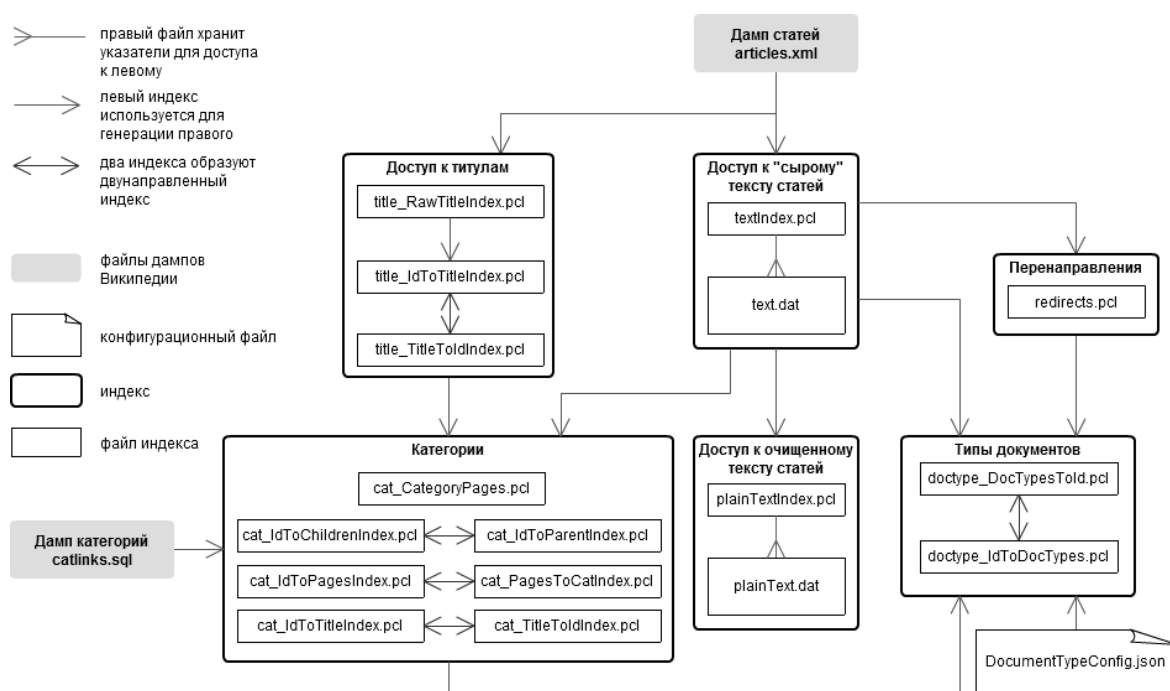 правый файл хранит
указатели для доступа
к левому
левый индекс
используется для
генерации правого
два индекса образуют
двунаправленный
индекс
файлы дампов
Википедии
конфигурационный файл
индекс
файл индекса
Дамп статей
articles.xml
Доступ к титулам
title_RawTitleIndex.pcl
title_IdToTitleIndex.pcl
title_TitleToIdIndex.pcl
Доступ к "сырому"
тексту статей
textIndex.pcl
text.dat
Перенаправления
redirects.pcl
Дамп категорий
catlinks.sql
Категории
cat_CategoryPages.pcl
cat_IdToChildrenIndex.pcl
cat_IdToParentIndex.pcl
cat_IdToPagesIndex.pcl
cat_PagesToCatIndex.pcl
cat_IdToTitleIndex.pcl
cat_TitleToIdIndex.pcl
Доступ к очищенному
тексту статей
plainTextIndex.pcl
plainText.dat
Типы документов
doctype_DocTypesToId.pcl
doctype_IdToDocTypes.pcl
DocumentTypeConfig.json